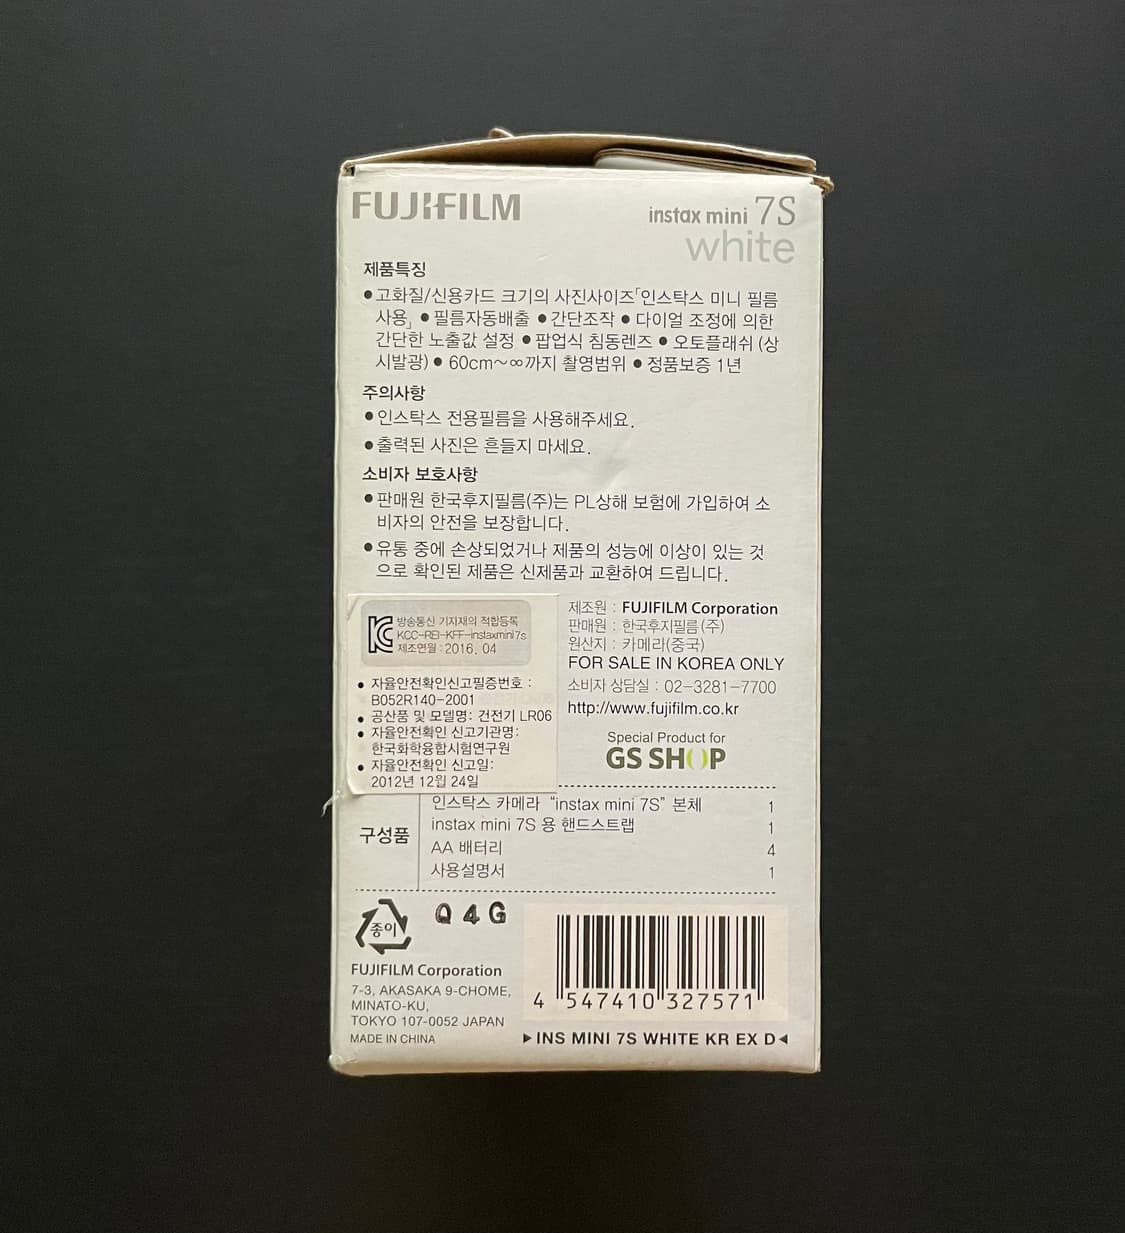 FUJIFILM
instax mini 7S
white
제품특징
●고화질/신용카드 크기의 사진사이즈「인스탁스 미니 필름
사용」 ●필름자동배출 ●간단조작 ●다이얼 조정에 의한
간단한 노출값 설정 ●팝업식 침동렌즈 ● 오토플래쉬 (상
시발광) ● 60cm~∞까지 촬영범위 ● 정품보증 1년
주의사항
●인스탁스 전용필름을 사용해주세요.
●출력된 사진은 흔들지 마세요.
소비자 보호사항
●판매원 한국후지필름(주)는 PL상해 보험에 가입하여 소
비자의 안전을 보장합니다.
●유통 중에 손상되었거나 제품의 성능에 이상이 있는 것
으로 확인된 제품은 신제품과 교환하여 드립니다.
방송통신 기자재의 적합등록
KCC-REI-KFF-instaxmini7s
제조연월 : 2016. 04
● 자율안전확인신고필증번호 :
B052R140-2001
● 공산품 및 모델명: 건전기 LR06
● 자율안전확인 신고기관명:
한국화학융합시험연구원
● 자율안전확인 신고일:
2012년 12월 24일
제조원 : FUJIFILM Corporation
판매원 : 한국후지필름(주)
원산지 : 카메라(중국)
FOR SALE IN KOREA ONLY
소비자 상담실 : 02-3281-7700
http://www.fujifilm.co.kr
Special Product for
GS SHOP
구성품
인스탁스 카메라 “instax mini 7S” 본체 1
instax mini 7S 용 핸드스트랩 1
AA 배터리 4
사용설명서 1
종이
Q 4 G
FUJIFILM Corporation
7-3, AKASAKA 9-CHOME,
MINATO-KU,
TOKYO 107-0052 JAPAN
MADE IN CHINA
4 547410 327571
▶INS MINI 7S WHITE KR EX D◀